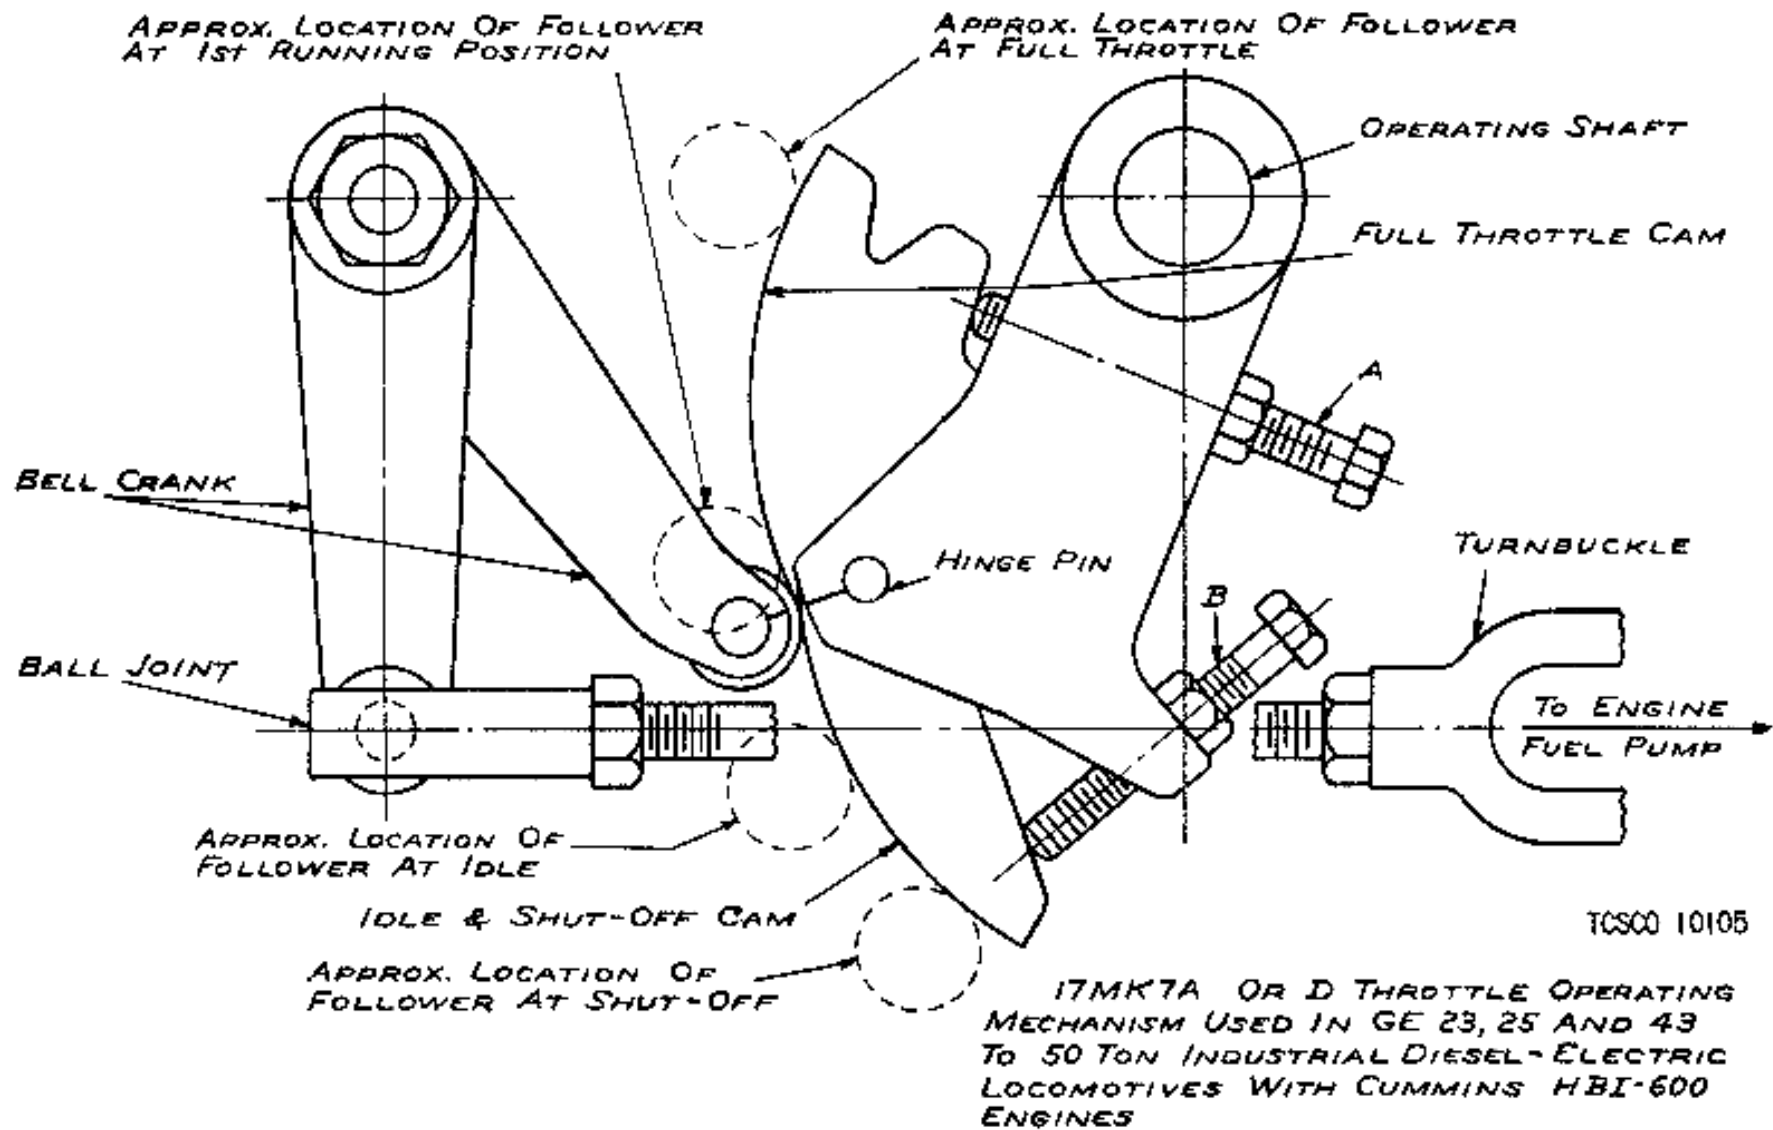 APPROX. LOCATION OF FOLLOWER
AT 1ST RUNNING POSITION
APPROX. LOCATION OF FOLLOWER
AT FULL THROTTLE
OPERATING SHAFT
FULL THROTTLE CAM
A
BELL CRANK
HINGE PIN
TURNBUCKLE
B
BALL JOINT
TO ENGINE
FUEL PUMP
APPROX. LOCATION OF
FOLLOWER AT IDLE
IDLE & SHUT-OFF CAM
APPROX. LOCATION OF
FOLLOWER AT SHUT-OFF
TCSCO 10105
17MK7A OR D THROTTLE OPERATING
MECHANISM USED IN GE 23, 25 AND 43
TO 50 TON INDUSTRIAL DIESEL-ELECTRIC
LOCOMOTIVES WITH CUMMINS HBI-600
ENGINES